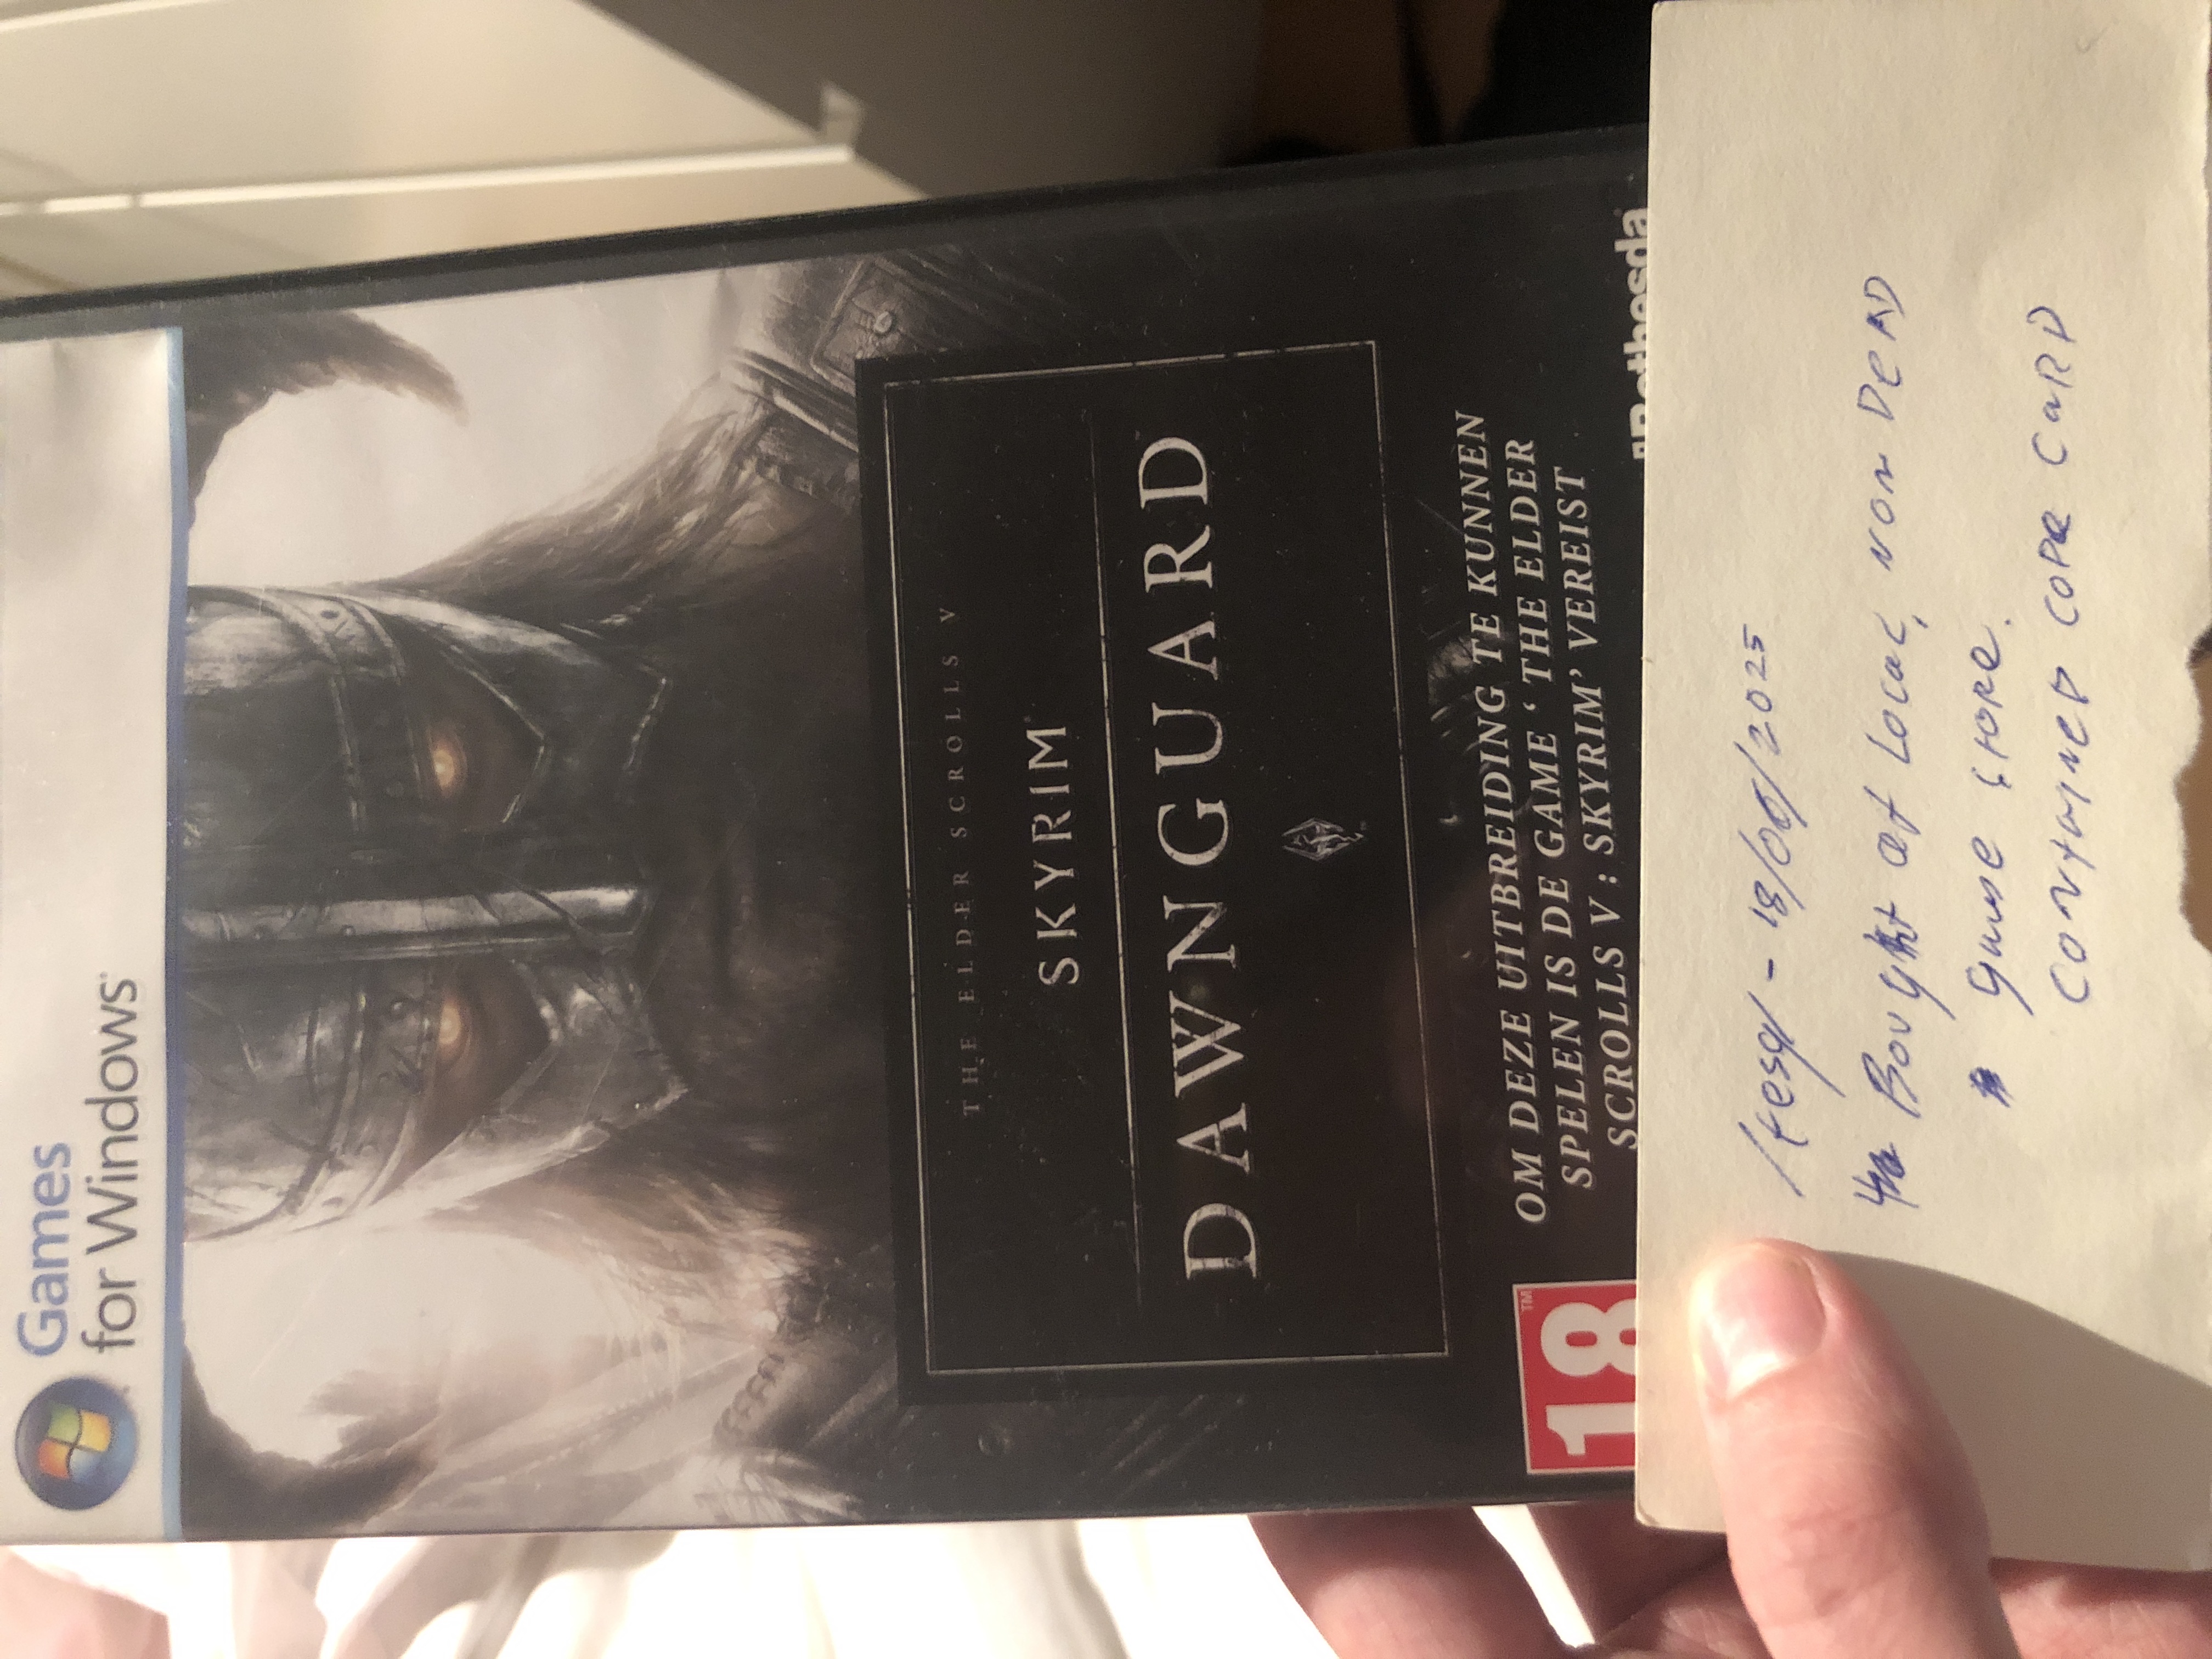 Games
for Windows
THE ELDER SCROLLS V
SKYRIM
DAWNGUARD
OM DEZE UITBREIDING TE KUNNEN
SPELEN IS DE GAME ‘ THE ELDER
SCROLLS V : SKYRIM’ VEREIST
18
Bethesda
18/06/2025
Bought at Local, non DEAD
game store.
contained code card